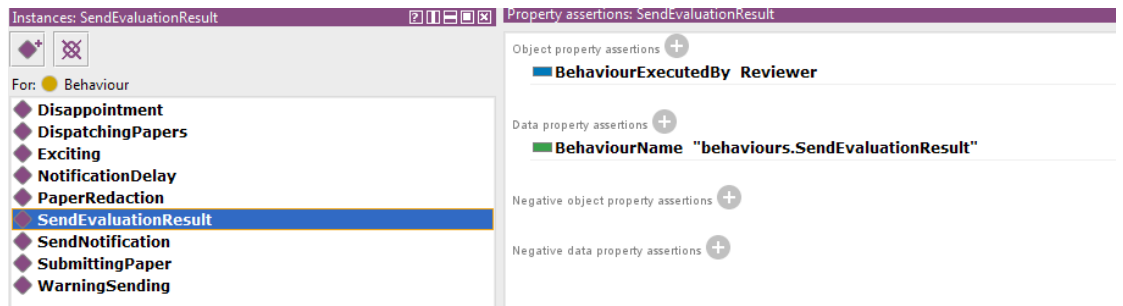 Instances: SendEvaluationResult
For: Behaviour
Disappointment
DispatchingPapers
Exciting
NotificationDelay
PaperRedaction
SendEvaluationResult
SendNotification
SubmittingPaper
WarningSending
Property assertions: SendEvaluationResult
Object property assertions
BehaviourExecutedBy Reviewer
Data property assertions
BehaviourName "behaviours.SendEvaluationResult"
Negative object property assertions
Negative data property assertions